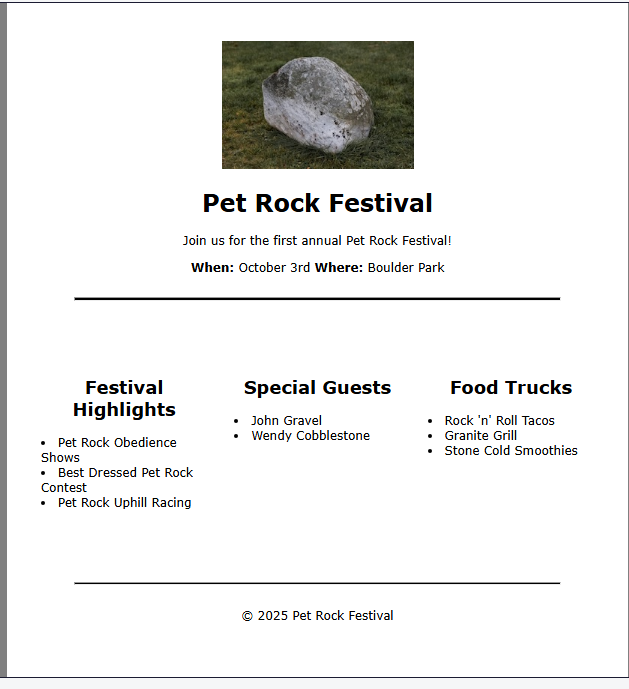 Pet Rock Festival
Join us for the first annual Pet Rock Festival!
When: October 3rd Where: Boulder Park
Festival
Highlights
• Pet Rock Obedience
Shows
• Best Dressed Pet Rock
Contest
• Pet Rock Uphill Racing
Special Guests
• John Gravel
• Wendy Cobblestone
Food Trucks
• Rock 'n' Roll Tacos
• Granite Grill
• Stone Cold Smoothies
© 2025 Pet Rock Festival